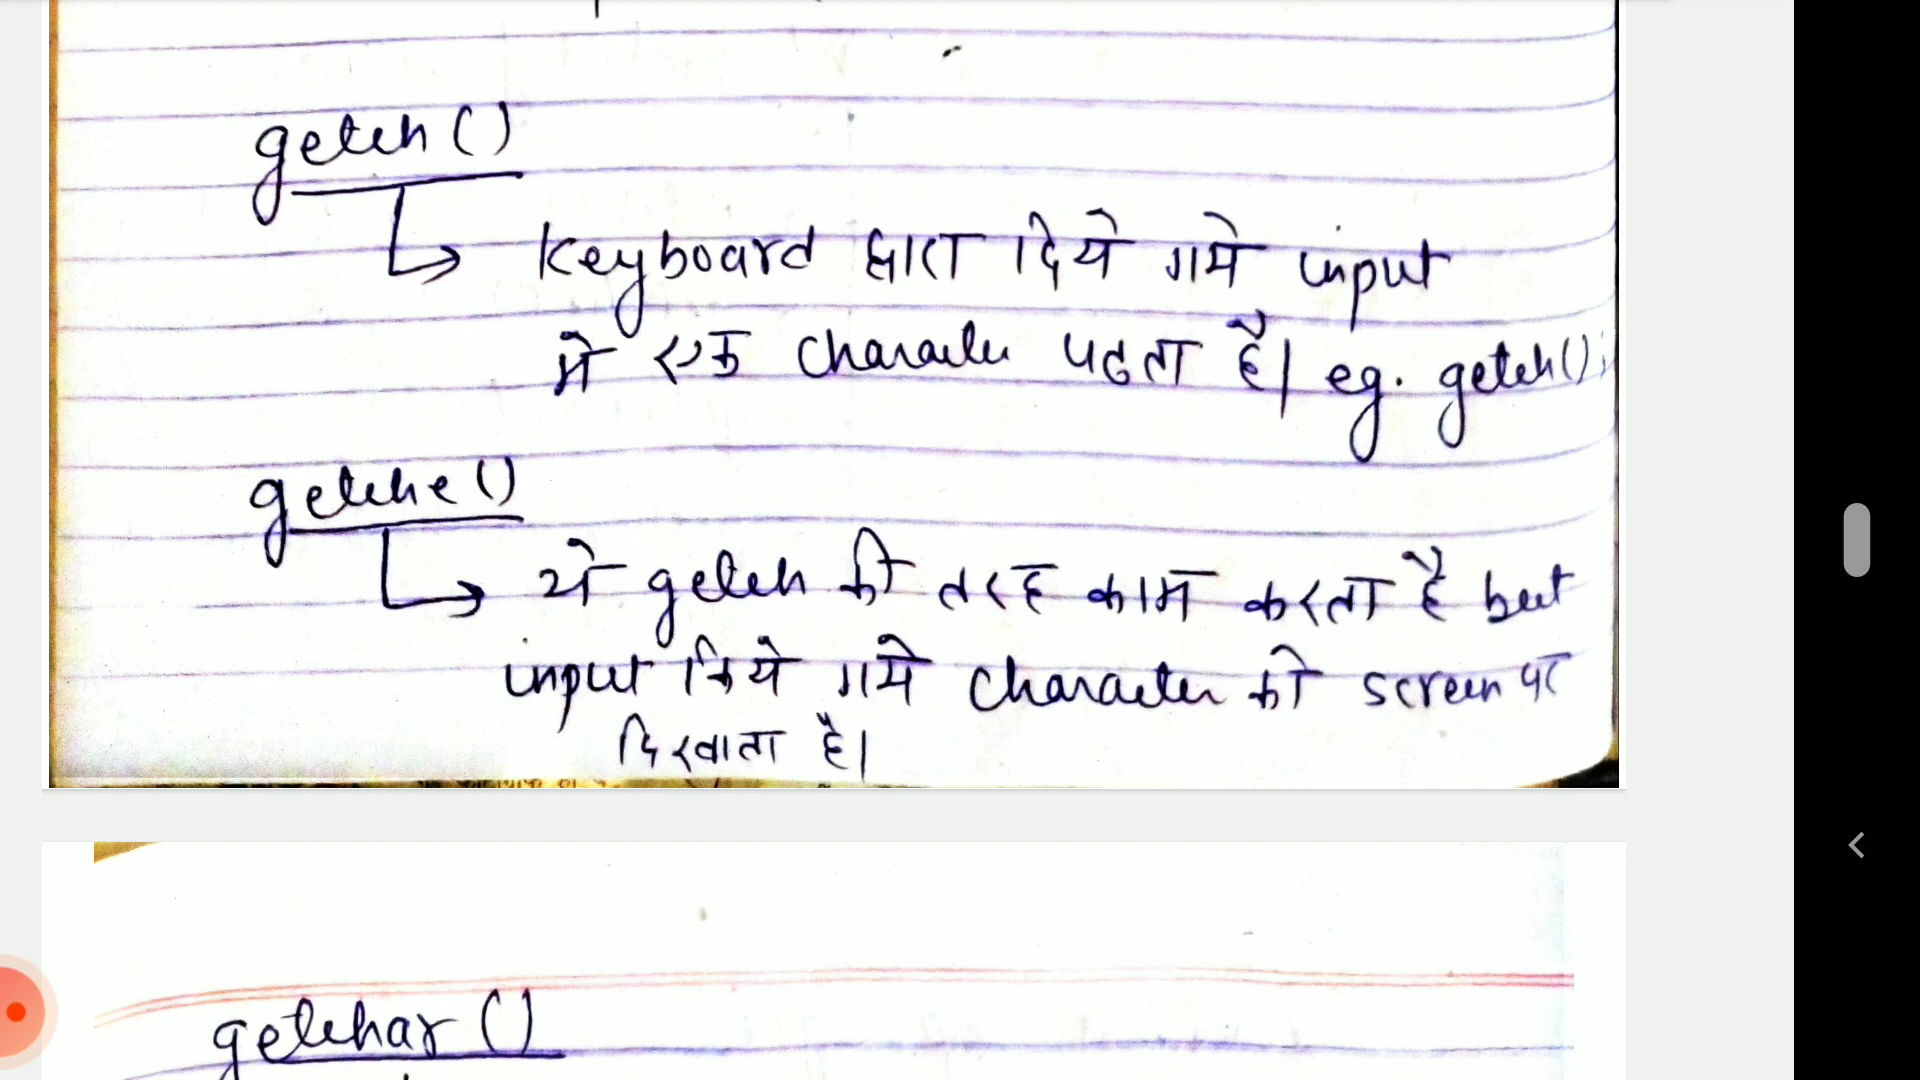 getch ()
keyboard द्वारा दिये गये input
मे एक character पढता है। eg. getch();
getche ()
ये getch की तरह काम करता है but
input किये गये character को screen पर
दिखाता है।
getchar ()